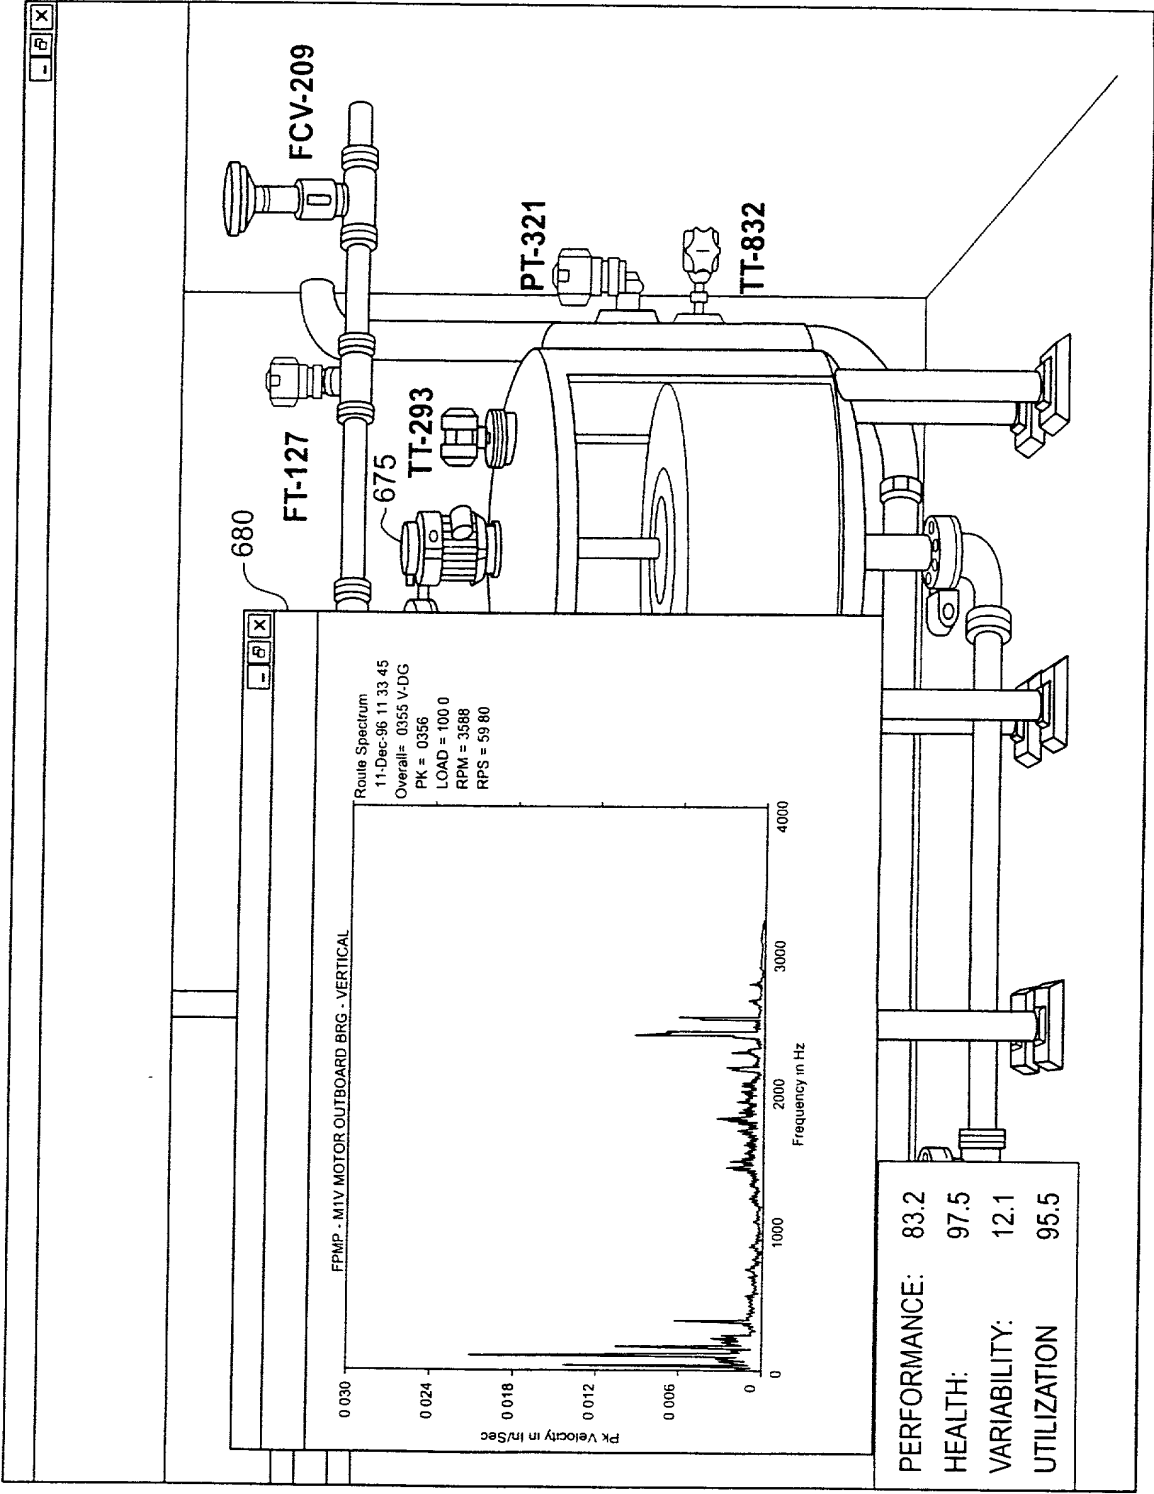 FCV-209
PT-321
TT-832
FT-127
TT-293
675
680
Route Spectrum
11-Dec-96 11 33 45
Overall= 0355 V-DG
PK = 0356
LOAD = 100 0
RPM = 3588
RPS = 59 80
FPMP - M1V MOTOR OUTBOARD BRG - VERTICAL
Pk Velocity in In/Sec
0 030
0 024
0 018
0 012
0 006
0
0
1000
2000
3000
4000
Frequency in Hz
PERFORMANCE: 83.2
HEALTH: 97.5
VARIABILITY: 12.1
UTILIZATION 95.5